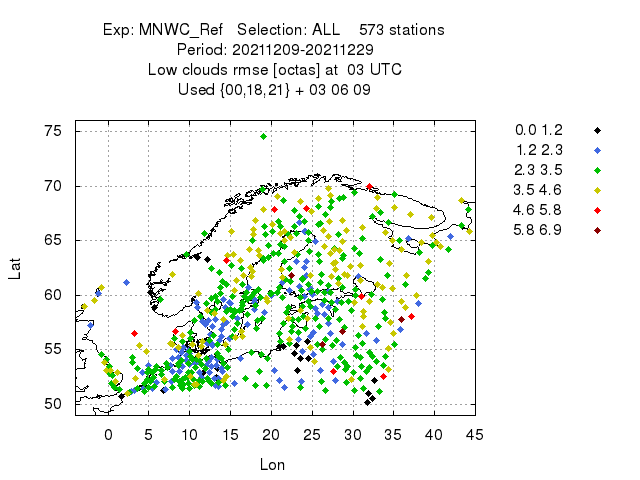 Exp: MNWC_Ref   Selection: ALL    573 stations
Period: 20211209-20211229
Low clouds rmse [octas] at  03 UTC
Used {00,18,21} + 03 06 09
0.0 1.2
1.2 2.3
2.3 3.5
3.5 4.6
4.6 5.8
5.8 6.9
75
70
65
60
55
50
Lat
0 5 10 15 20 25 30 35 40 45
Lon